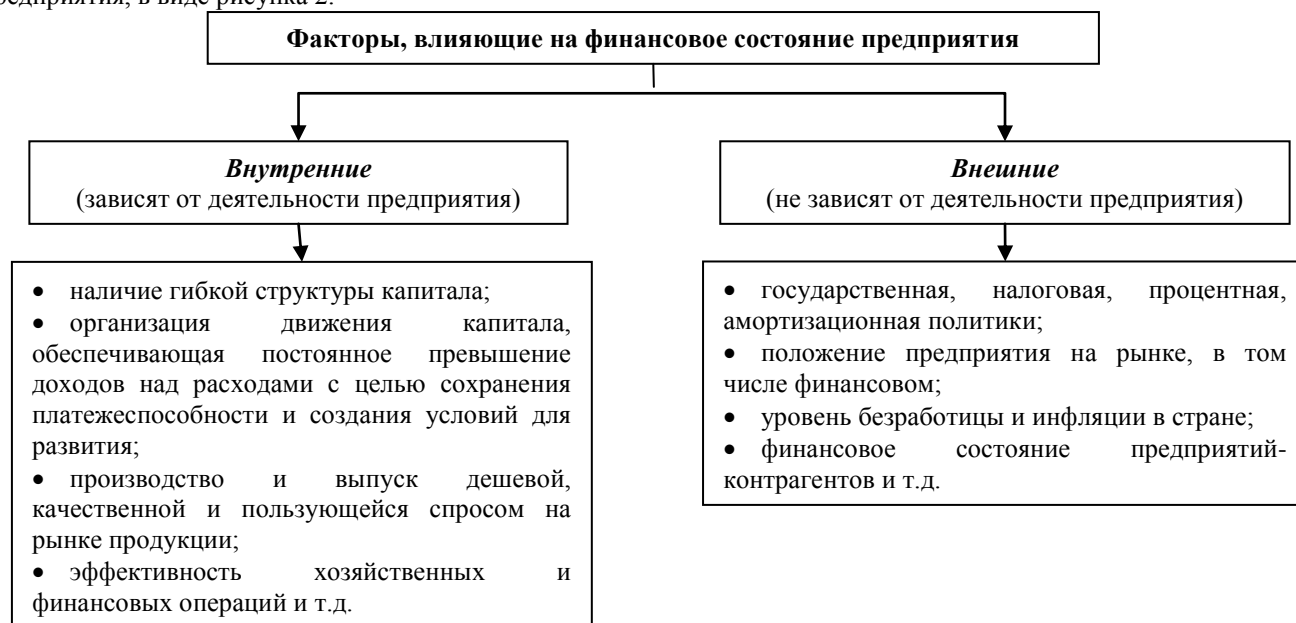 в виде рисунка 2.
Факторы, влияющие на финансовое состояние предприятия
Внутренние
(зависят от деятельности предприятия)
Внешние
(не зависят от деятельности предприятия)
• наличие гибкой структуры капитала;
• организация движения капитала,
обеспечивающая постоянное превышение
доходов над расходами с целью сохранения
платежеспособности и создания условий для
развития;
• производство и выпуск дешевой,
качественной и пользующейся спросом на
рынке продукции;
• эффективность хозяйственных и
финансовых операций и т.д.
• государственная, налоговая, процентная,
амортизационная политики;
• положение предприятия на рынке, в том
числе финансовом;
• уровень безработицы и инфляции в стране;
• финансовое состояние предприятий-
контрагентов и т.д.